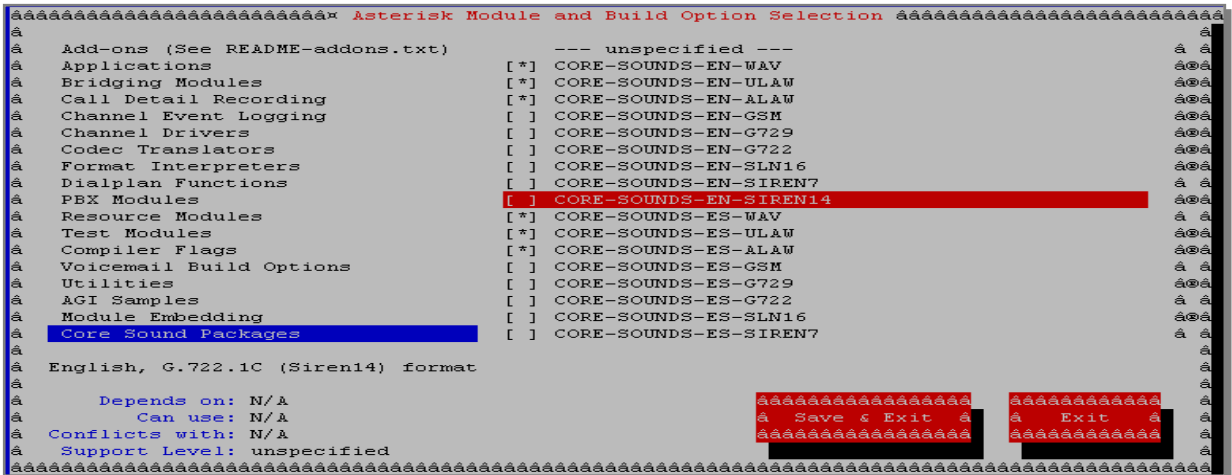 Asterisk Module and Build Option Selection
Add-ons (See README-addons.txt) --- unspecified ---
Applications [*] CORE-SOUNDS-EN-WAV
Bridging Modules [*] CORE-SOUNDS-EN-ULAW
Call Detail Recording [*] CORE-SOUNDS-EN-ALAW
Channel Event Logging [ ] CORE-SOUNDS-EN-GSM
Channel Drivers [ ] CORE-SOUNDS-EN-G729
Codec Translators [ ] CORE-SOUNDS-EN-G722
Format Interpreters [ ] CORE-SOUNDS-EN-SLN16
Dialplan Functions [ ] CORE-SOUNDS-EN-SIREN7
PBX Modules [ ] CORE-SOUNDS-EN-SIREN14
Resource Modules [*] CORE-SOUNDS-ES-WAV
Test Modules [*] CORE-SOUNDS-ES-ULAW
Compiler Flags [*] CORE-SOUNDS-ES-ALAW
Voicemail Build Options [ ] CORE-SOUNDS-ES-GSM
Utilities [ ] CORE-SOUNDS-ES-G729
AGI Samples [ ] CORE-SOUNDS-ES-G722
Module Embedding [ ] CORE-SOUNDS-ES-SLN16
Core Sound Packages [ ] CORE-SOUNDS-ES-SIREN7
English, G.722.1C (Siren14) format
Depends on: N/A
Can use: N/A Save & Exit Exit
Conflicts with: N/A
Support Level: unspecified